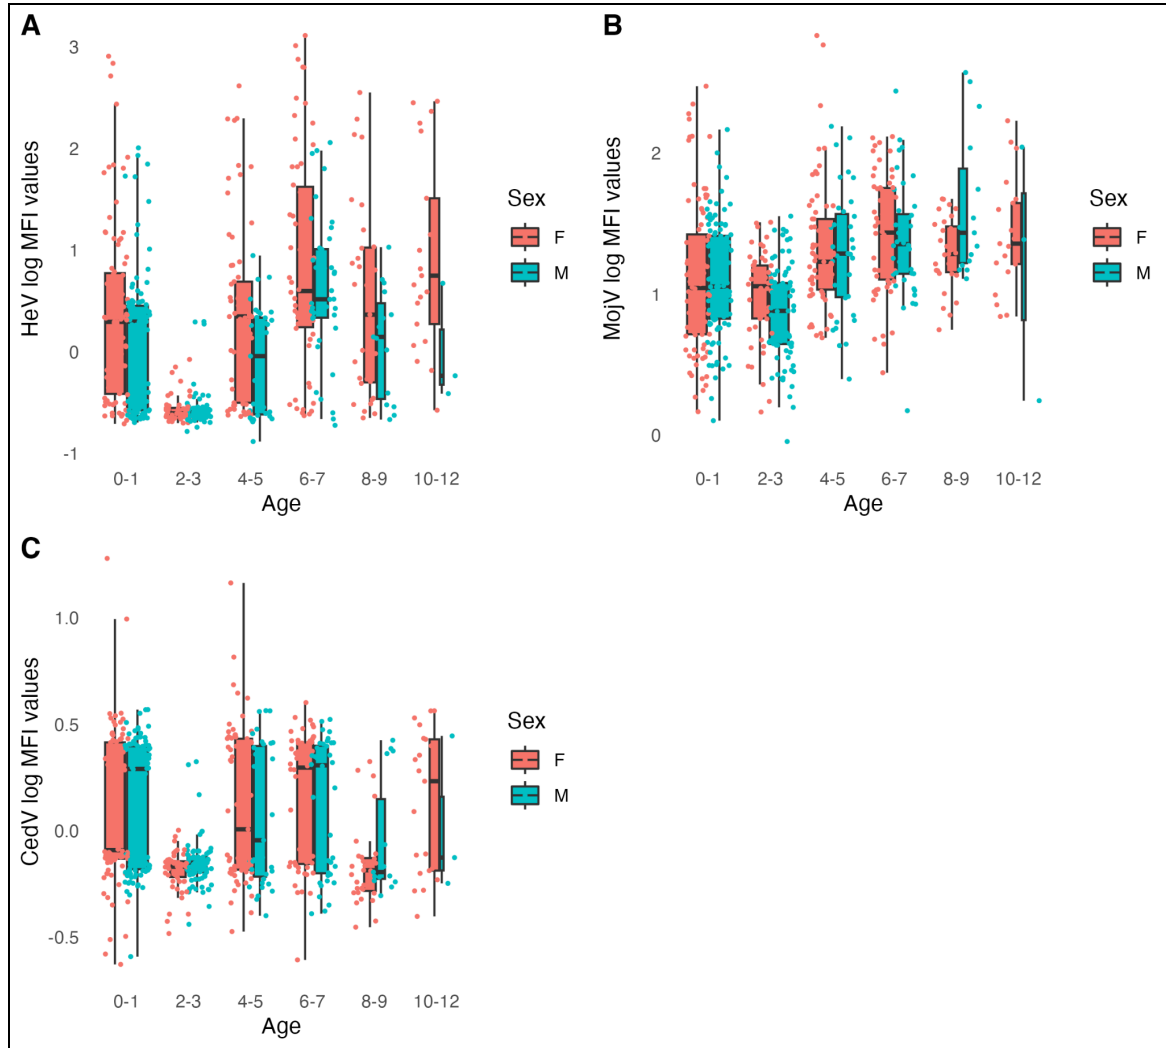 A
HeV log MFI values
3
2
1
0
-1
0-1 2-3 4-5 6-7 8-9 10-12
Age
Sex
F
M
B
MojV log MFI values
2
1
0
0-1 2-3 4-5 6-7 8-9 10-12
Age
Sex
F
M
C
CedV log MFI values
1.0
0.5
0.0
-0.5
0-1 2-3 4-5 6-7 8-9 10-12
Age
Sex
F
M